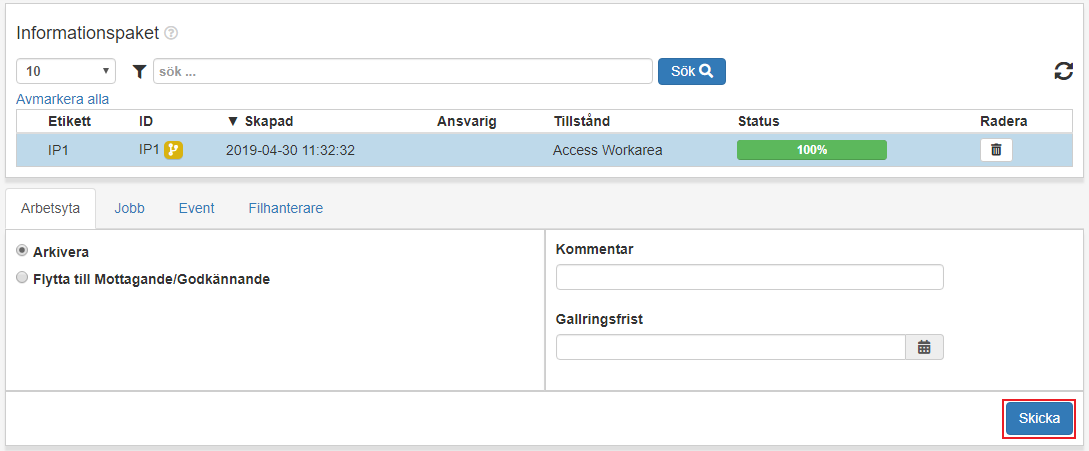 Informationspaket ?
10 sök ... Sök
Avmarkera alla
Etikett ID ▼ Skapad Ansvarig Tillstånd Status Radera
IP1 IP1 2019-04-30 11:32:32 Access Workarea 100%
Arbetsyta Jobb Event Filhanterare
Arkivera
Flytta till Mottagande/Godkännande
Kommentar
Gallringsfrist
Skicka